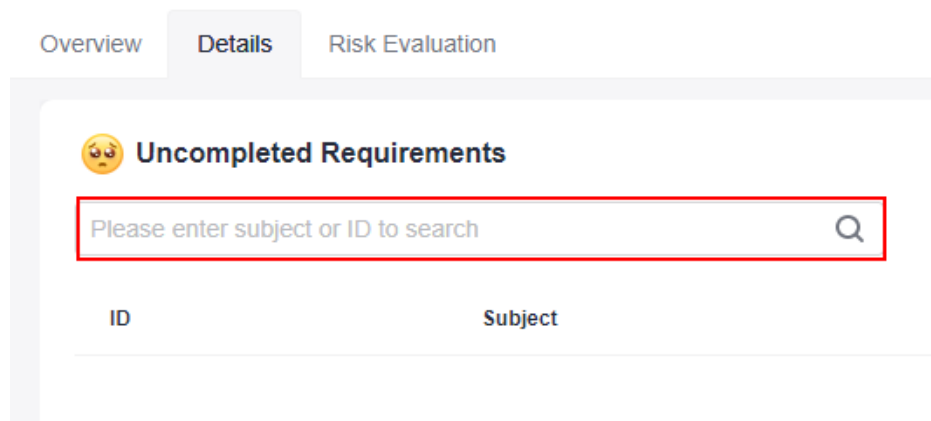 Overview Details Risk Evaluation
Uncompleted Requirements
Please enter subject or ID to search
ID Subject